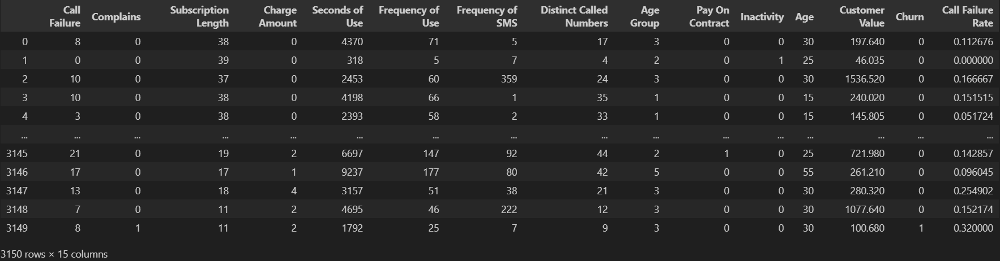 Call Failure Complains Subscription Length Charge Amount Seconds of Use Frequency of Use Frequency of SMS Distinct Called Numbers Age Group Pay On Contract Inactivity Age Customer Value Churn Call Failure Rate
0 8 0 38 0 4370 71 5 17 3 0 0 30 197.640 0 0.112676
1 0 0 39 0 318 5 7 4 2 0 1 25 46.035 0 0.000000
2 10 0 37 0 2453 60 359 24 3 0 0 30 1536.520 0 0.166667
3 10 0 38 0 4198 66 1 35 1 0 0 15 240.020 0 0.151515
4 3 0 38 0 2393 58 2 33 1 0 0 15 145.805 0 0.051724
... ... ... ... ... ... ... ... ... ... ... ... ... ... ... ...
3145 21 0 19 2 6697 147 92 44 2 1 0 25 721.980 0 0.142857
3146 17 0 17 1 9237 177 80 42 5 0 0 55 261.210 0 0.096045
3147 13 0 18 4 3157 51 38 21 3 0 0 30 280.320 0 0.254902
3148 7 0 11 2 4695 46 222 12 3 0 0 30 1077.640 0 0.152174
3149 8 1 11 2 1792 25 7 9 3 0 0 30 100.680 1 0.320000
3150 rows × 15 columns